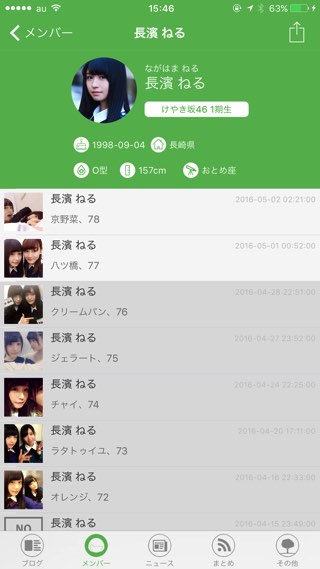 au 15:46 63%
メンバー 長濱 ねる
ながはま ねる
長濱 ねる
けやき坂46 1期生
1998-09-04 長崎県
O型 157cm おとめ座
長濱 ねる 2016-05-02 02:21:00
京野菜、78
長濱 ねる 2016-05-01 00:52:00
八ツ橋、77
長濱 ねる 2016-04-28 22:51:00
クリームパン、76
長濱 ねる 2016-04-27 23:52:00
ジェラート、75
長濱 ねる 2016-04-24 22:25:00
チャイ、74
長濱 ねる 2016-04-20 17:11:00
ラタトゥイユ、73
長濱 ねる 2016-04-16 22:33:00
オレンジ、72
NO 長濱 ねる 2016-04-15 23:49:00
ブログ メンバー ニュース まとめ その他